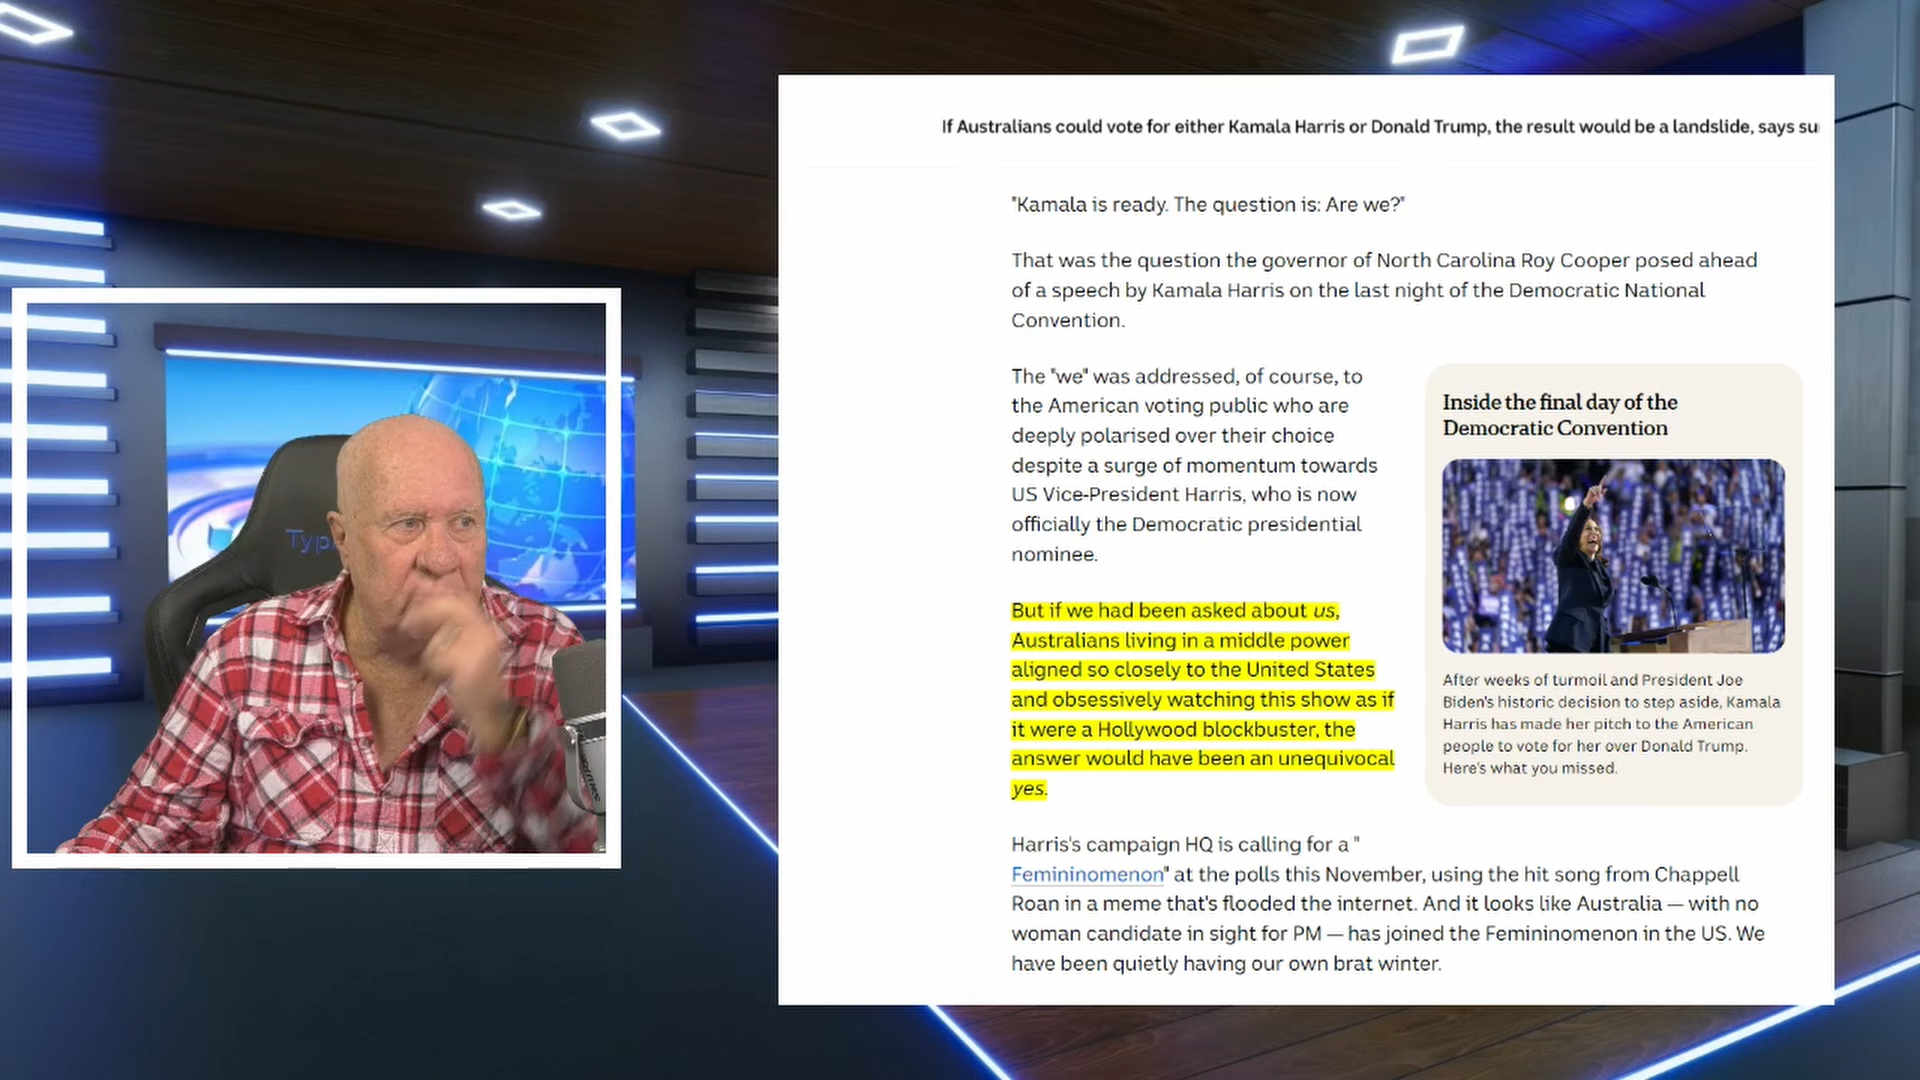 If Australians could vote for either Kamala Harris or Donald Trump, the result would be a landslide, says
"Kamala is ready. The question is: Are we?"
That was the question the governor of North Carolina Roy Cooper posed ahead
of a speech by Kamala Harris on the last night of the Democratic National
Convention.
The "we" was addressed, of course, to
the American voting public who are
deeply polarised over their choice
despite a surge of momentum towards
US Vice-President Harris, who is now
officially the Democratic presidential
nominee.
But if we had been asked about us,
Australians living in a middle power
aligned so closely to the United States
and obsessively watching this show as if
it were a Hollywood blockbuster, the
answer would have been an unequivocal
yes.
Inside the final day of the
Democratic Convention
After weeks of turmoil and President Joe
Biden's historic decision to step aside, Kamala
Harris has made her pitch to the American
people to vote for her over Donald Trump.
Here's what you missed.
Harris's campaign HQ is calling for a "
Femininomenon" at the polls this November, using the hit song from Chappell
Roan in a meme that's flooded the internet. And it looks like Australia — with no
woman candidate in sight for PM — has joined the Femininomenon in the US. We
have been quietly having our own brat winter.